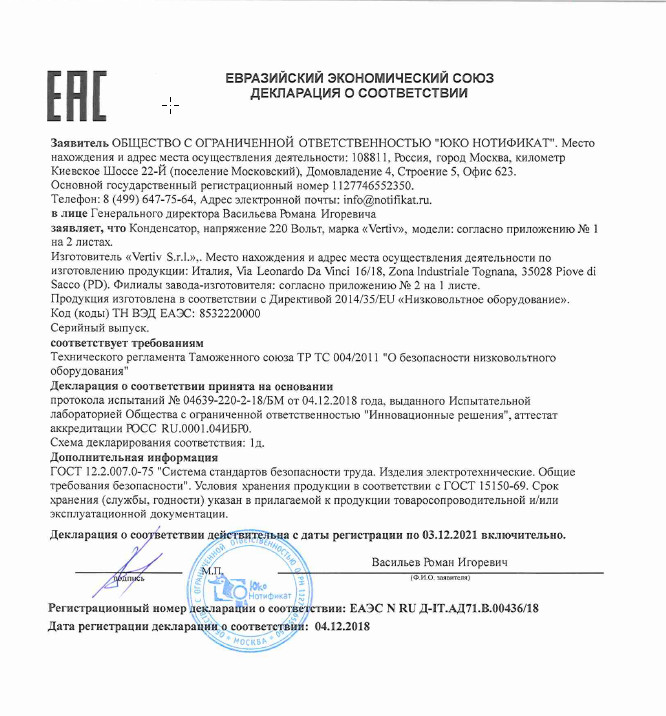 EAC
ЕВРАЗИЙСКИЙ ЭКОНОМИЧЕСКИЙ СОЮЗ
ДЕКЛАРАЦИЯ О СООТВЕТСТВИИ
Заявитель ОБЩЕСТВО С ОГРАНИЧЕННОЙ ОТВЕТСТВЕННОСТЬЮ "ЮКО НОТИФИКАТ". Место
нахождения и адрес места осуществления деятельности: 108811, Россия, город Москва, километр
Киевское Шоссе 22-Й (поселение Московский), Домовладение 4, Строение 5, Офис 623.
Основной государственный регистрационный номер 1127746552350.
Телефон: 8 (499) 647-75-64, Адрес электронной почты: info@notifikat.ru.
в лице Генерального директора Васильева Романа Игоревича
заявляет, что Конденсатор, напряжение 220 Вольт, марка «Vertiv», модели: согласно приложению № 1
на 2 листах.
Изготовитель «Vertiv S.r.l.»,. Место нахождения и адрес места осуществления деятельности по
изготовлению продукции: Италия, Via Leonardo Da Vinci 16/18, Zona Industriale Tognana, 35028 Piove di
Sacco (PD). Филиалы завода-изготовителя: согласно приложению № 2 на 1 листе.
Продукция изготовлена в соответствии с Директивой 2014/35/EU «Низковольтное оборудование».
Код (коды) ТН ВЭД ЕАЭС: 8532220000
Серийный выпуск.
соответствует требованиям
Технического регламента Таможенного союза ТР ТС 004/2011 "О безопасности низковольтного
оборудования"
Декларация о соответствии принята на основании
протокола испытаний № 04639-220-2-18/БМ от 04.12.2018 года, выданного Испытательной
лабораторией Общества с ограниченной ответственностью "Инновационные решения", аттестат
аккредитации РОСС RU.0001.04ИБР0.
Схема декларирования соответствия: 1д.
Дополнительная информация
ГОСТ 12.2.007.0-75 "Система стандартов безопасности труда. Изделия электротехнические. Общие
требования безопасности". Условия хранения продукции в соответствии с ГОСТ 15150-69. Срок
хранения (службы, годности) указан в прилагаемой к продукции товаросопроводительной и/или
эксплуатационной документации.
Декларация о соответствии действительна с даты регистрации по 03.12.2021 включительно.
Васильев Роман Игоревич
подпись
М.П.
(Ф.И.О. заявителя)
Юко
Нотификат
ОГРАНИЧЕННОЙ ОТВЕТСТВЕННОСТЬЮ
МОСКВА
Регистрационный номер декларации о соответствии: ЕАЭС N RU Д-IT.АД71.В.00436/18
Дата регистрации декларации о соответствии: 04.12.2018